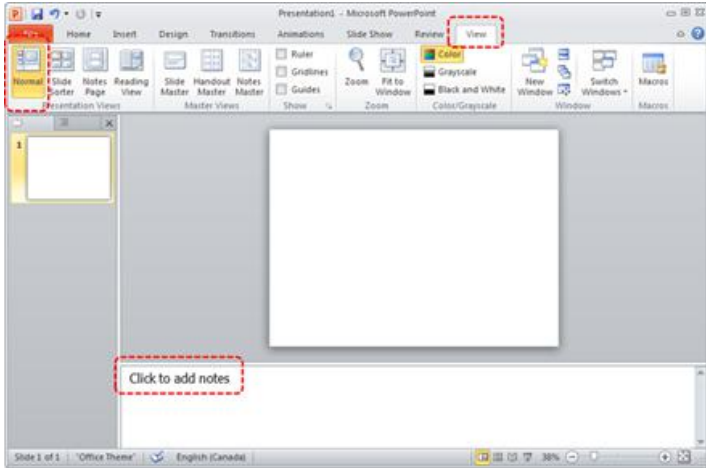 Presentation1 - Microsoft PowerPoint
File Home Insert Design Transitions Animations Slide Show Review View
Normal Slide Sorter Notes Page Reading View
Presentation Views
Slide Master Handout Master Notes Master
Master Views
Ruler
Gridlines
Guides
Show
Zoom Fit to Window
Zoom
Color
Grayscale
Black and White
Color/Grayscale
New Window Switch Windows
Window
Macros
Macros
1
Click to add notes
Slide 1 of 1 "Office Theme" English (Canada) 38%